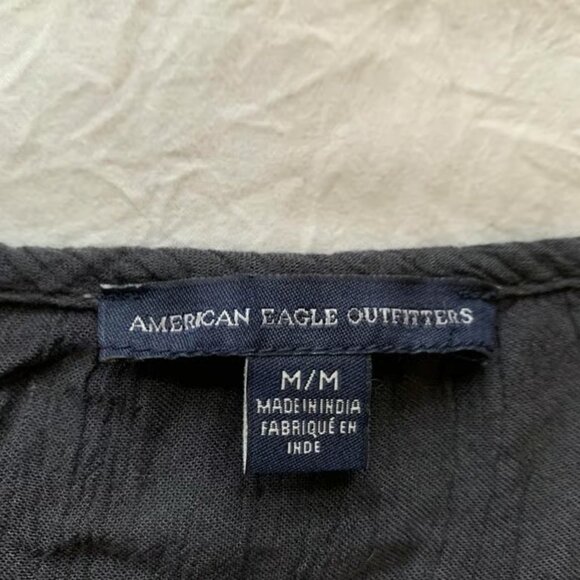 AMERICAN EAGLE OUTFITTERS
M/M
MADE IN INDIA
FABRIQUÉ EN
INDE